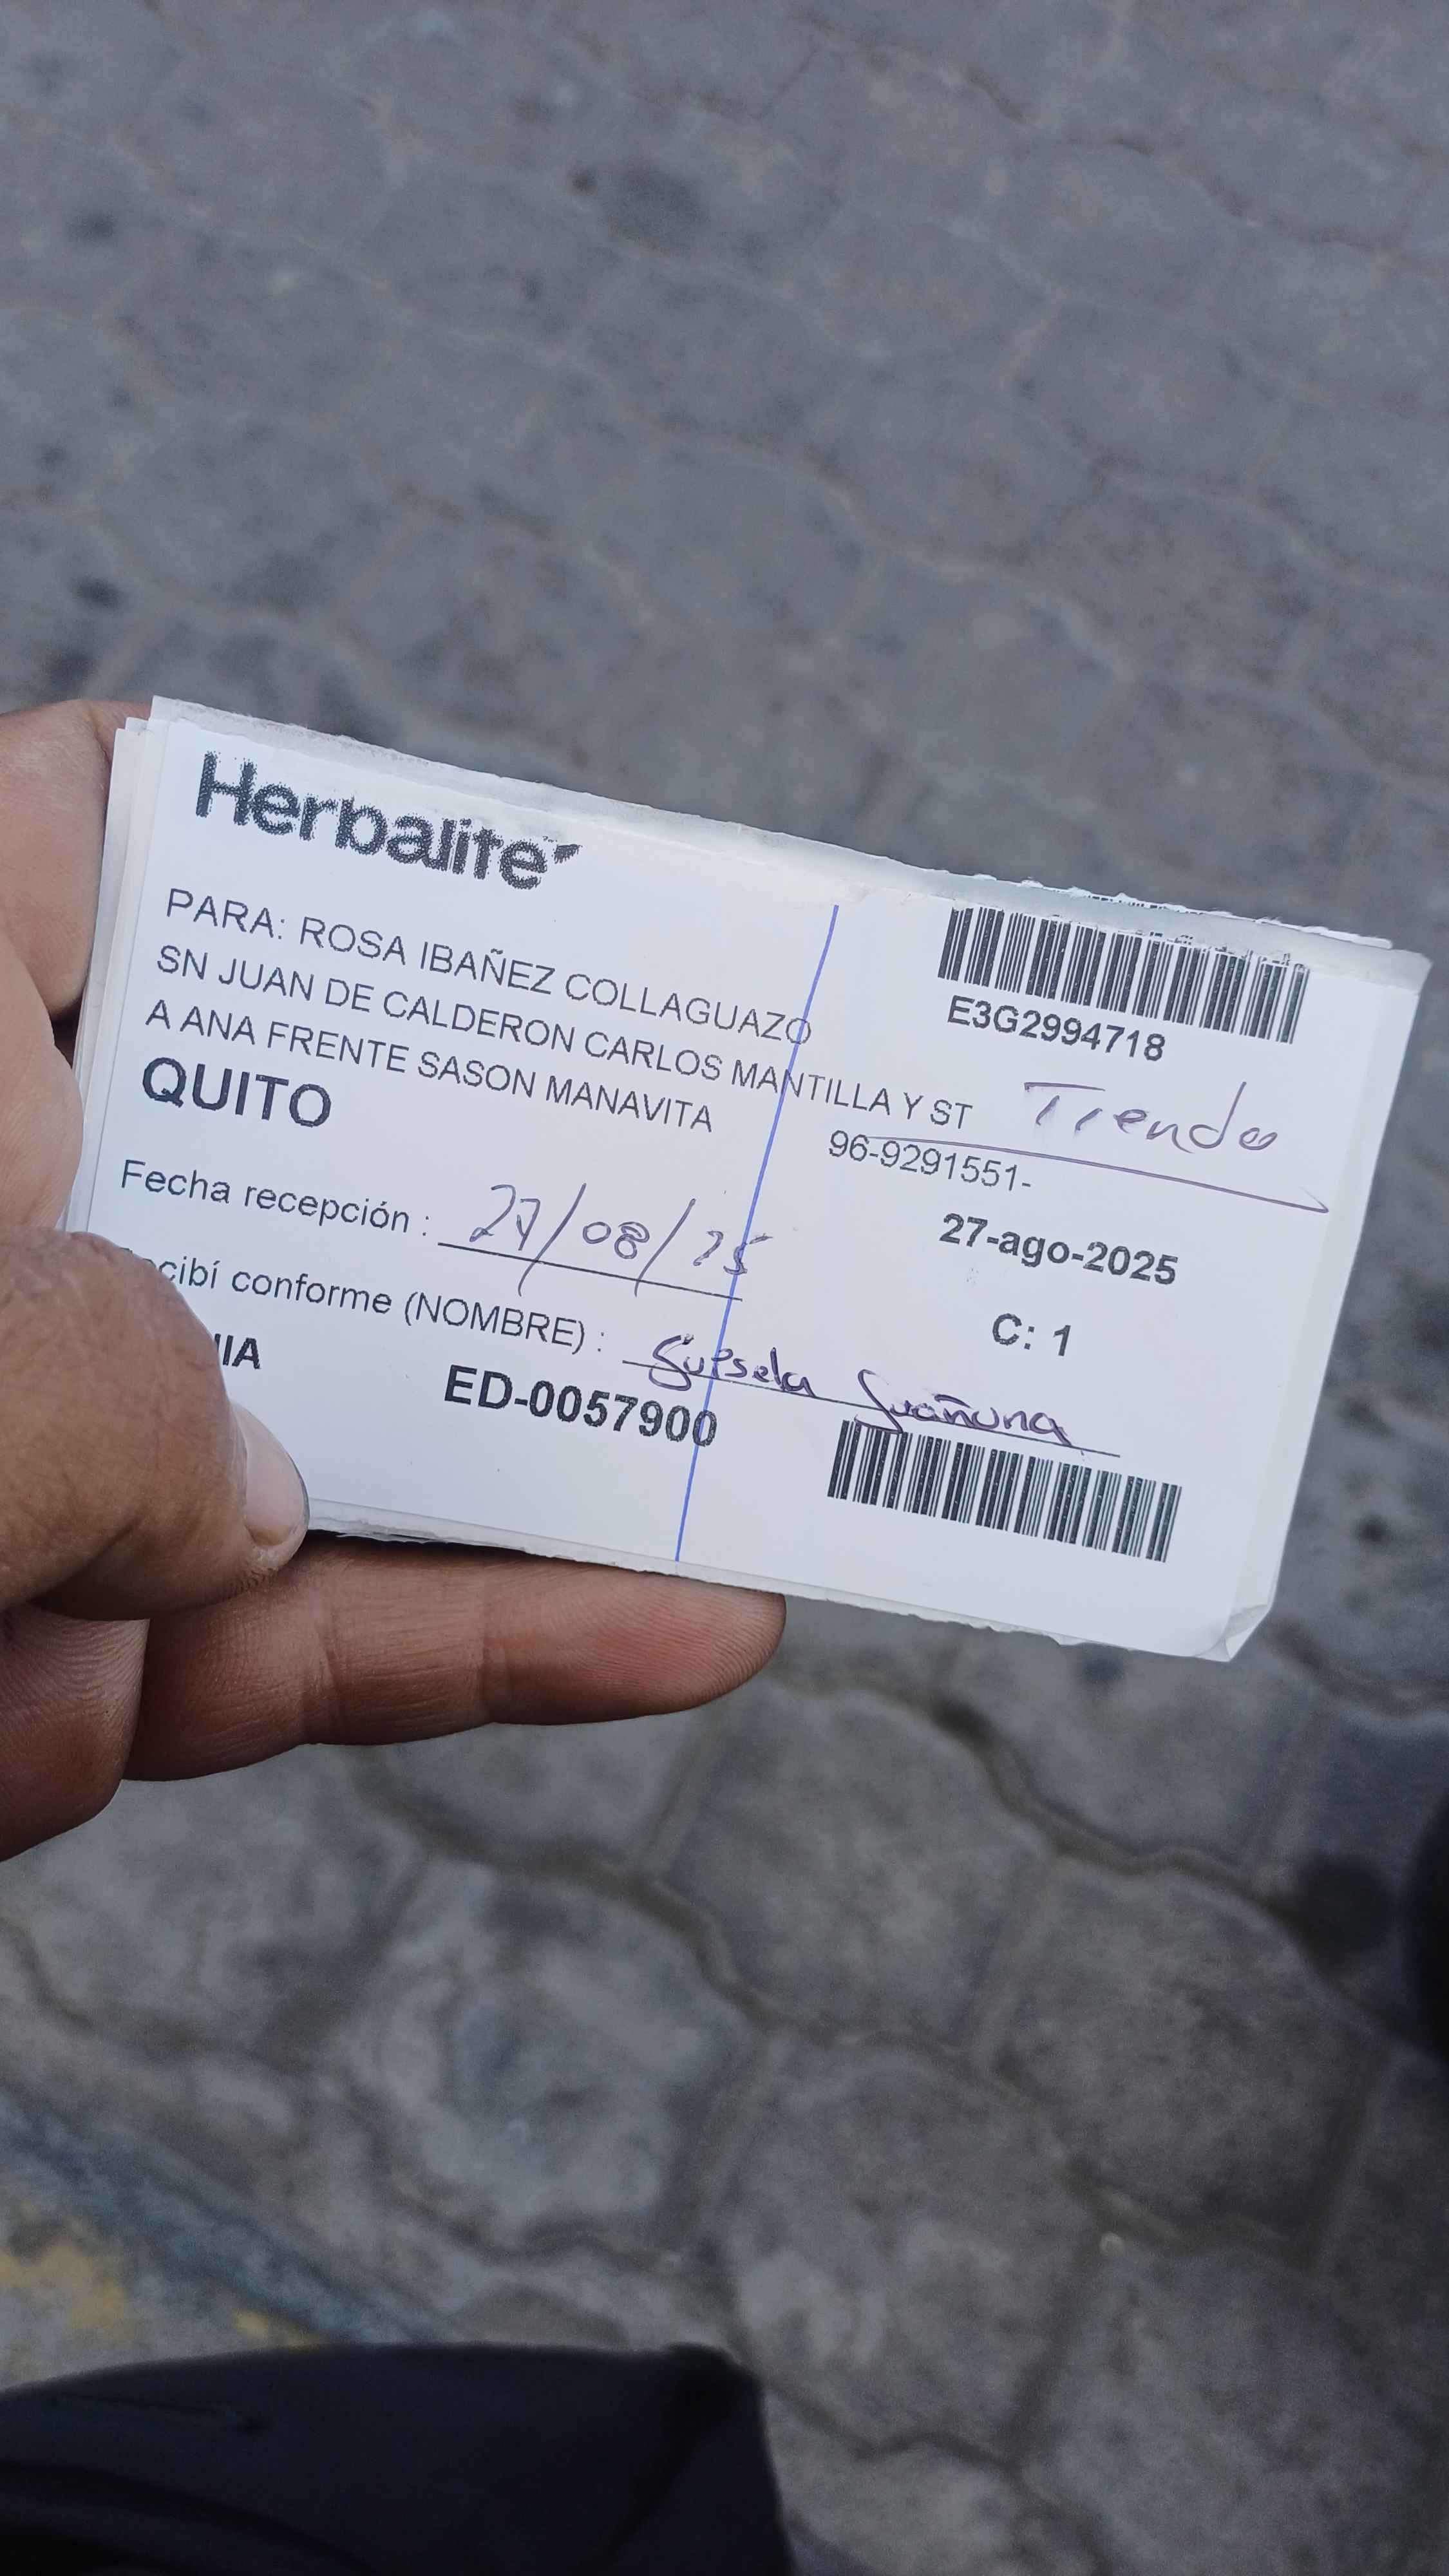 Herbalife
PARA: ROSA IBAÑEZ COLLAGUAZO
SN JUAN DE CALDERON CARLOS MANTILLA Y ST
A ANA FRENTE SASON MANAVITA
QUITO
E3G2994718
Tienda
96-9291551-
27-ago-2025
C: 1
Fecha recepción : 27/08/25
cibí conforme (NOMBRE) : Guañuna
ED-0057900